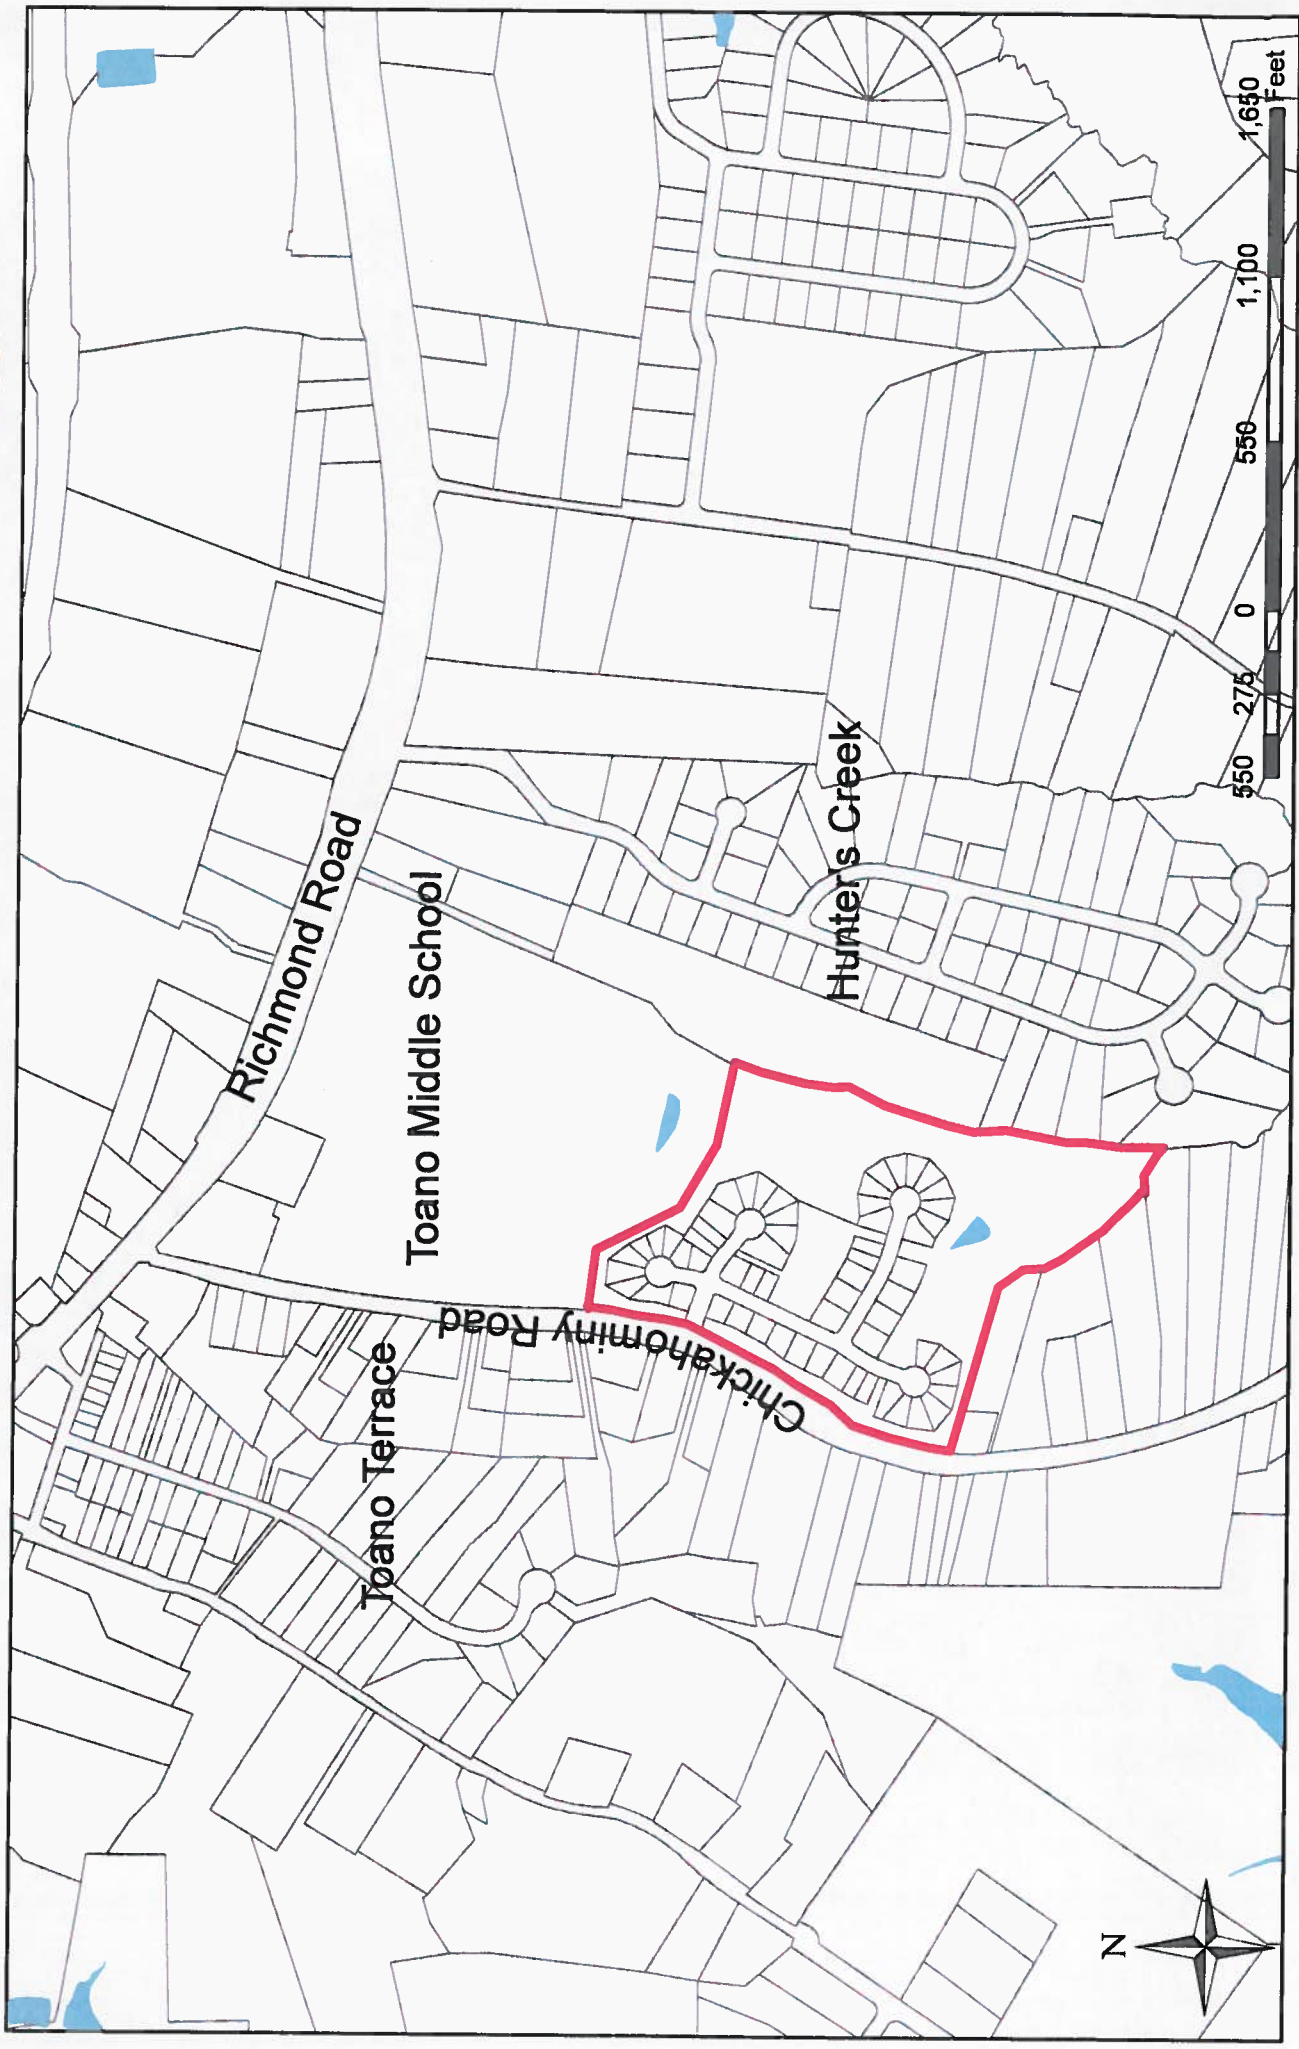 Richmond Road
Toano Middle School
Toano Terrace
Chickahominy Road
Hunter's Creek
N
550 275 0 550 1,100 1,650
Feet